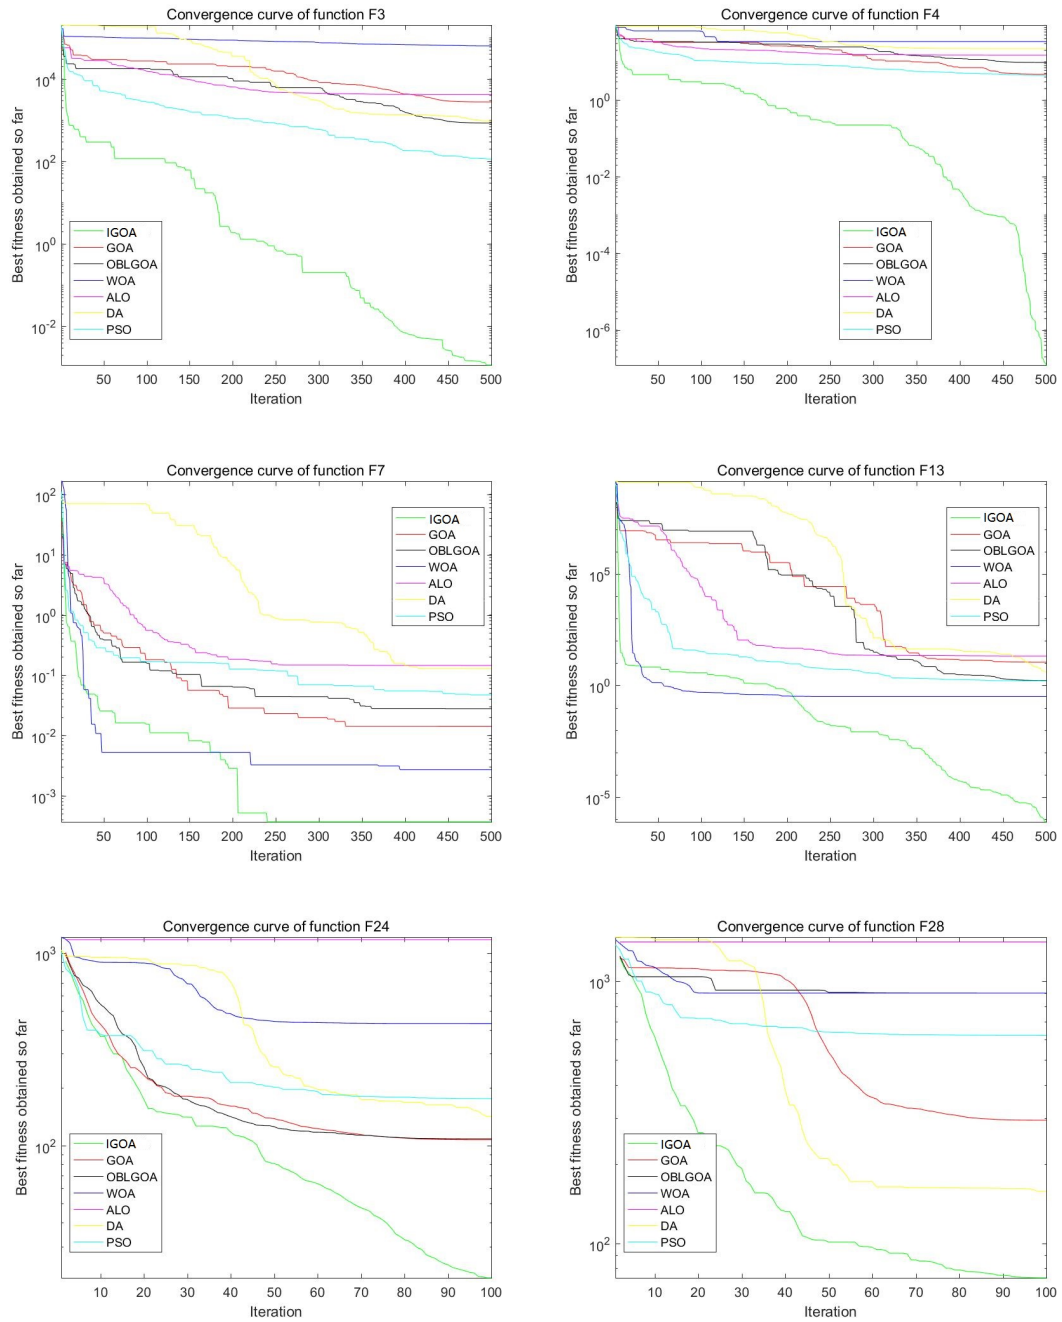 Convergence curve of function F3
Best fitness obtained so far
10^4
10^2
10^0
10^-2
IGOA
GOA
OBLGOA
WOA
ALO
DA
PSO
50 100 150 200 250 300 350 400 450 500
Iteration
Convergence curve of function F4
Best fitness obtained so far
10^0
10^-2
10^-4
10^-6
IGOA
GOA
OBLGOA
WOA
ALO
DA
PSO
50 100 150 200 250 300 350 400 450 500
Iteration
Convergence curve of function F7
Best fitness obtained so far
10^2
10^1
10^0
10^-1
10^-2
10^-3
IGOA
GOA
OBLGOA
WOA
ALO
DA
PSO
50 100 150 200 250 300 350 400 450 500
Iteration
Convergence curve of function F13
Best fitness obtained so far
10^5
10^0
10^-5
IGOA
GOA
OBLGOA
WOA
ALO
DA
PSO
50 100 150 200 250 300 350 400 450 500
Iteration
Convergence curve of function F24
Best fitness obtained so far
10^3
10^2
IGOA
GOA
OBLGOA
WOA
ALO
DA
PSO
10 20 30 40 50 60 70 80 90 100
Iteration
Convergence curve of function F28
Best fitness obtained so far
10^3
10^2
IGOA
GOA
OBLGOA
WOA
ALO
DA
PSO
10 20 30 40 50 60 70 80 90 100
Iteration